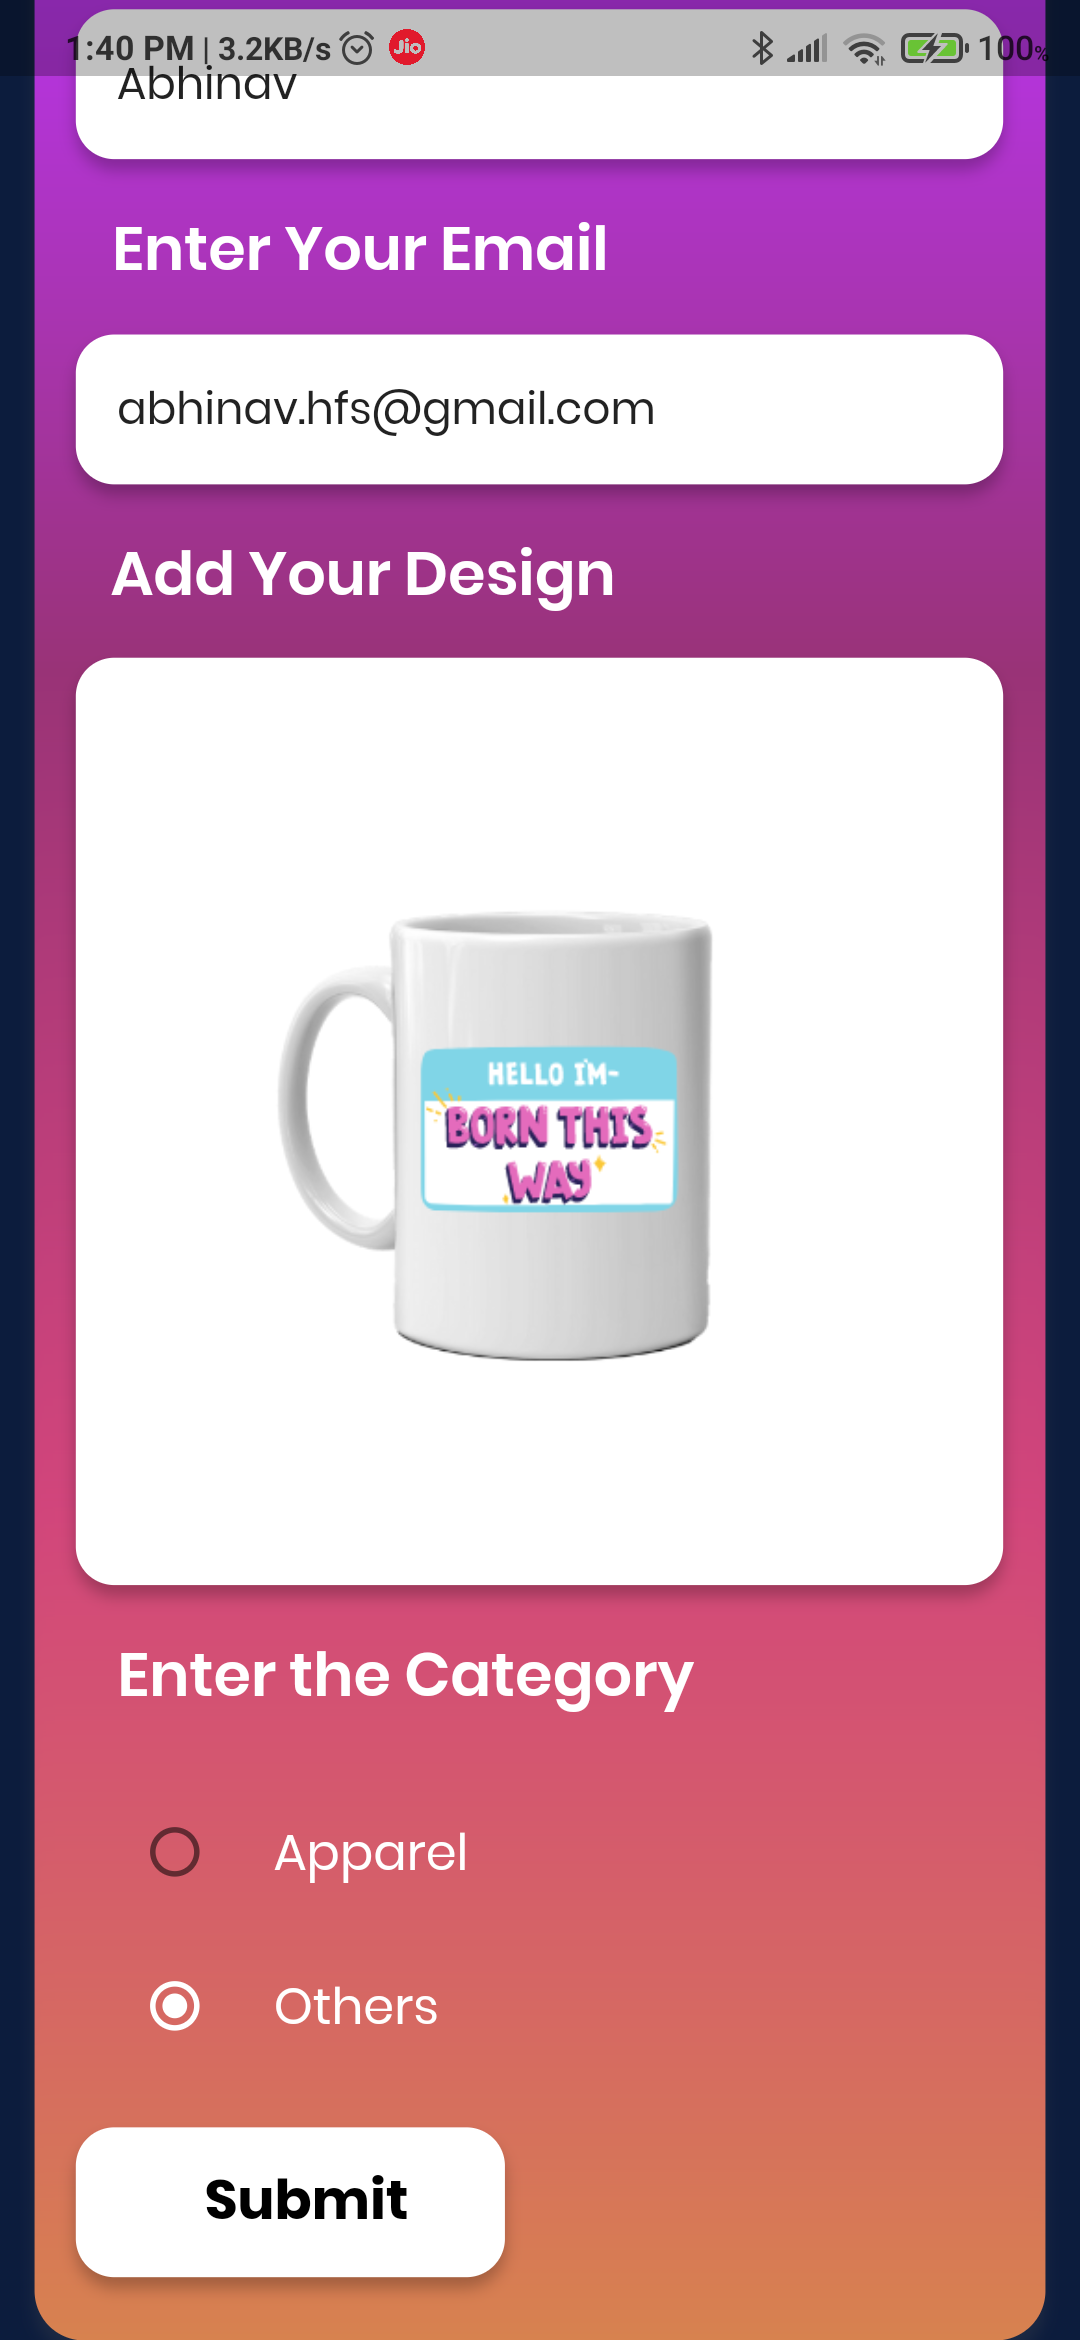 1:40 PM | 3.2KB/s Jio 100%
Abhinav
Enter Your Email
abhinav.hfs@gmail.com
Add Your Design
HELLO I'M-
BORN THIS
WAY
Enter the Category
Apparel
Others
Submit